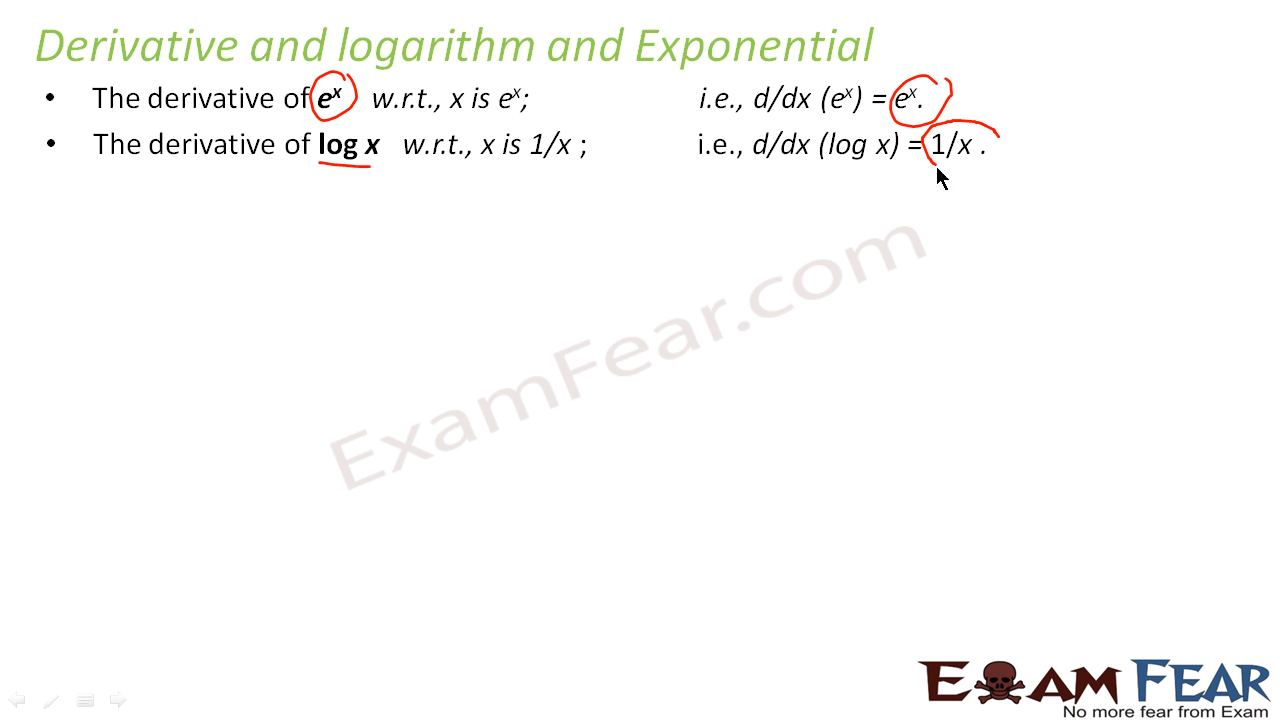 Derivative and logarithm and Exponential
• The derivative of eˣ w.r.t., x is eˣ; i.e., d/dx (eˣ) = eˣ.
• The derivative of log x w.r.t., x is 1/x ; i.e., d/dx (log x) = 1/x .
ExamFear.com
EXAM FEAR
No more fear from Exam